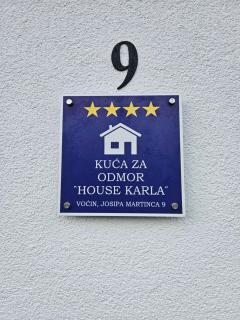 9
KUĆA ZA
ODMOR
"HOUSE KARLA"
VOĆIN, JOSIPA MARTINCA 9